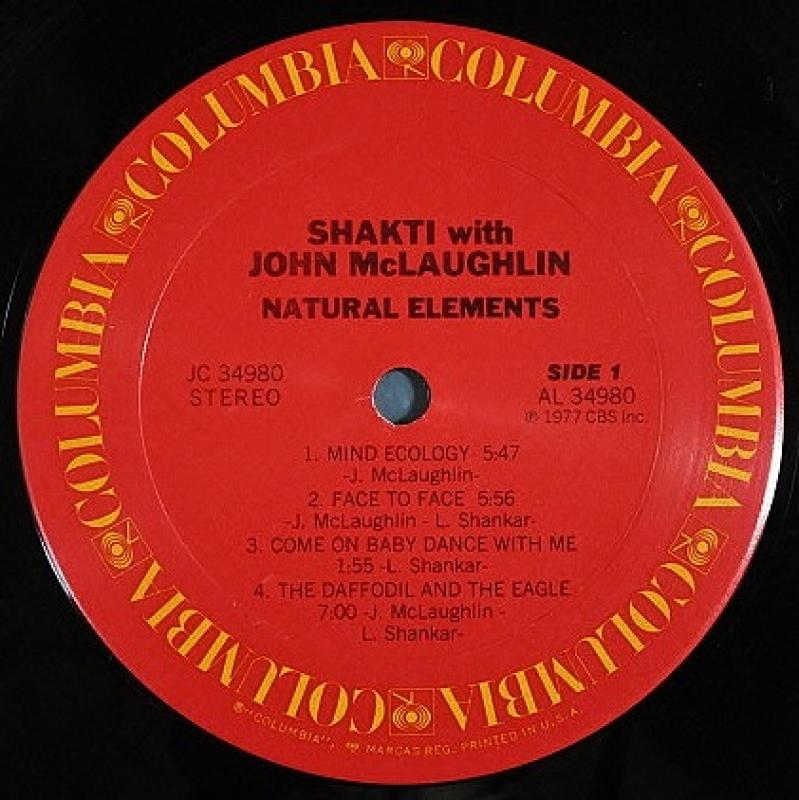 COLUMBIA COLUMBIA COLUMBIA COLUMBIA COLUMBIA COLUMBIA COLUMBIA COLUMBIA
SHAKTI with
JOHN McLAUGHLIN
NATURAL ELEMENTS
JC 34980
STEREO
SIDE 1
AL 34980
℗ 1977 CBS Inc.
1. MIND ECOLOGY 5:47
-J. McLaughlin-
2. FACE TO FACE 5:56
-J. McLaughlin - L. Shankar-
3. COME ON BABY DANCE WITH ME
1:55 -L. Shankar-
4. THE DAFFODIL AND THE EAGLE
7:00 -J. McLaughlin -
L. Shankar-
®"COLUMBIA", MARCAS REG. PRINTED IN U.S.A.